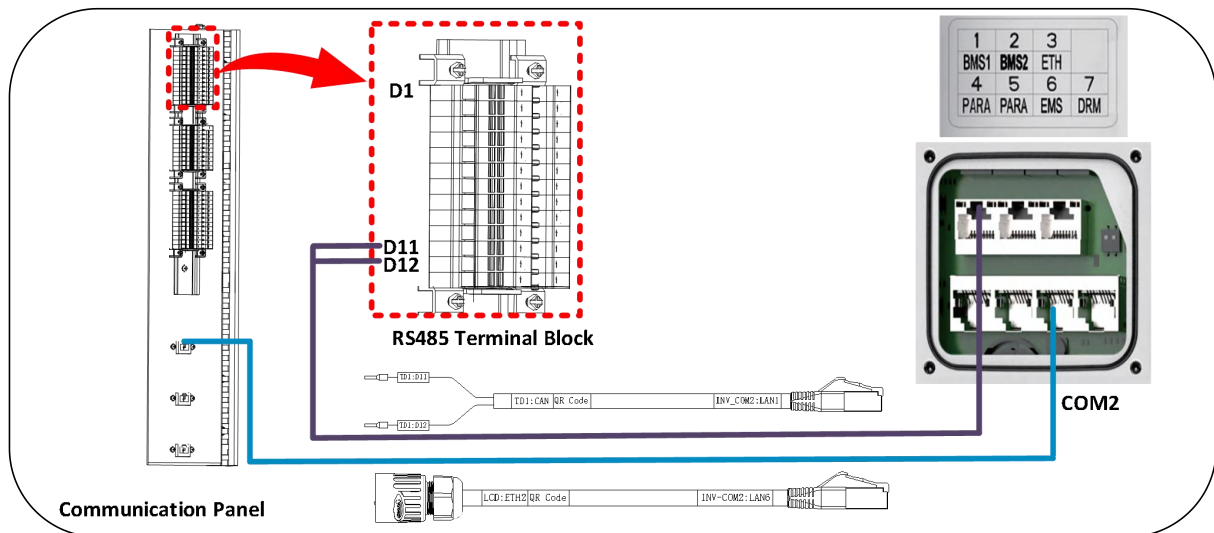 1 2 3
BMS1 BMS2 ETH
4 5 6 7
PARA PARA EMS DRM
D1
D11
D12
RS485 Terminal Block
COM2
TD1:D11
TD1:CAN QR Code INV_COM2:LAN1
TD1:D12
LCD:ETH2 QR Code INV-COM2:LAN6
Communication Panel